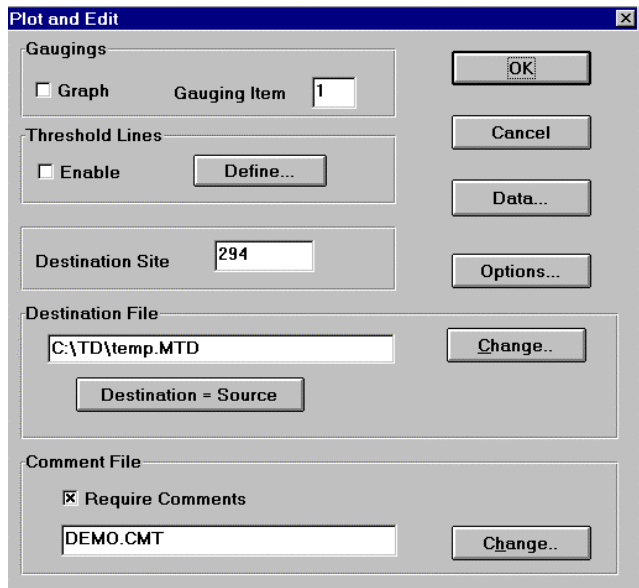 Plot and Edit
Gaugings
Graph
Gauging Item
1
OK
Threshold Lines
Enable
Define...
Cancel
Data...
Destination Site
294
Options...
Destination File
C:\TD\temp.MTD
Change..
Destination = Source
Comment File
Require Comments
DEMO.CMT
Change..